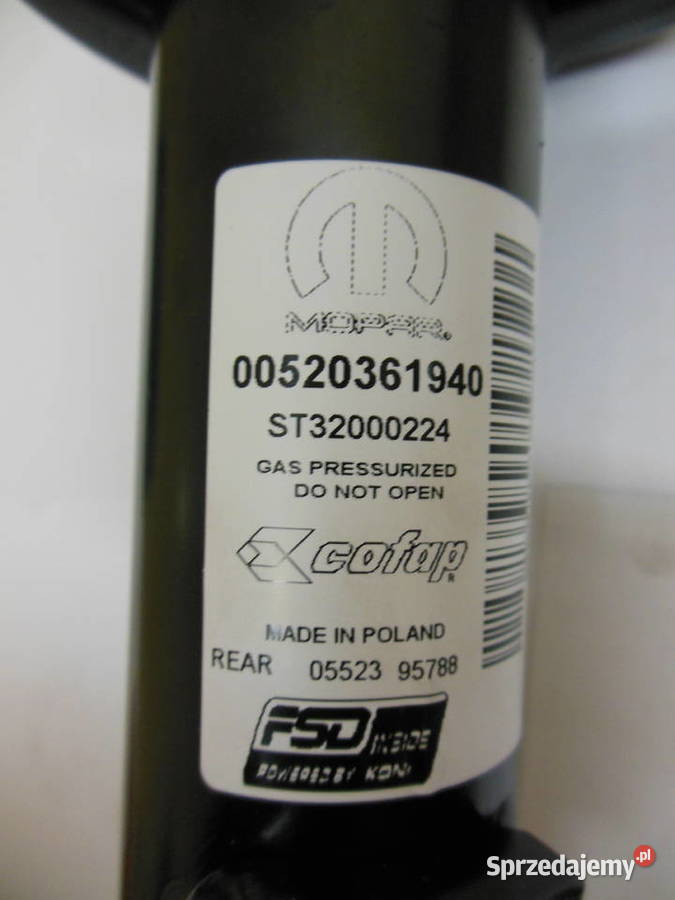 MOPAR.
00520361940
ST32000224
GAS PRESSURIZED
DO NOT OPEN
cofap®
MADE IN POLAND
REAR 05523 95788
FSD INSIDE
POWERED BY KONI
Sprzedajemy.pl